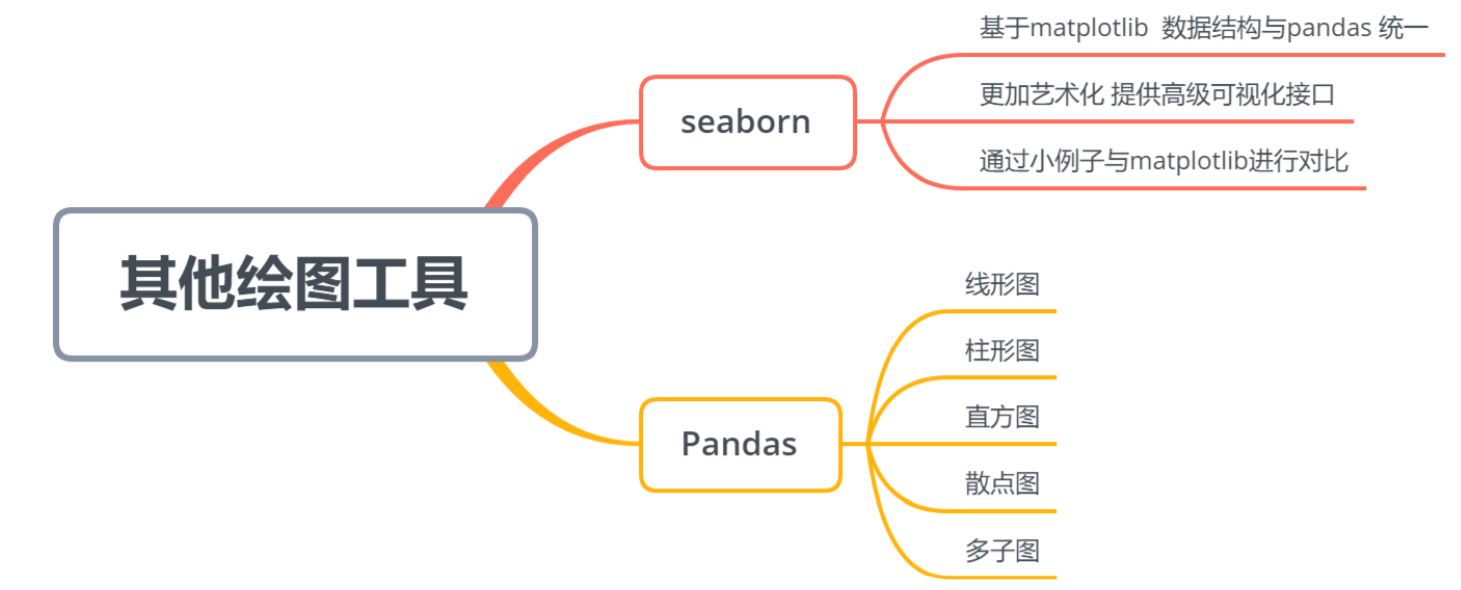 其他绘图工具
seaborn
基于matplotlib 数据结构与pandas 统一
更加艺术化 提供高级可视化接口
通过小例子与matplotlib进行对比
Pandas
线形图
柱形图
直方图
散点图
多子图